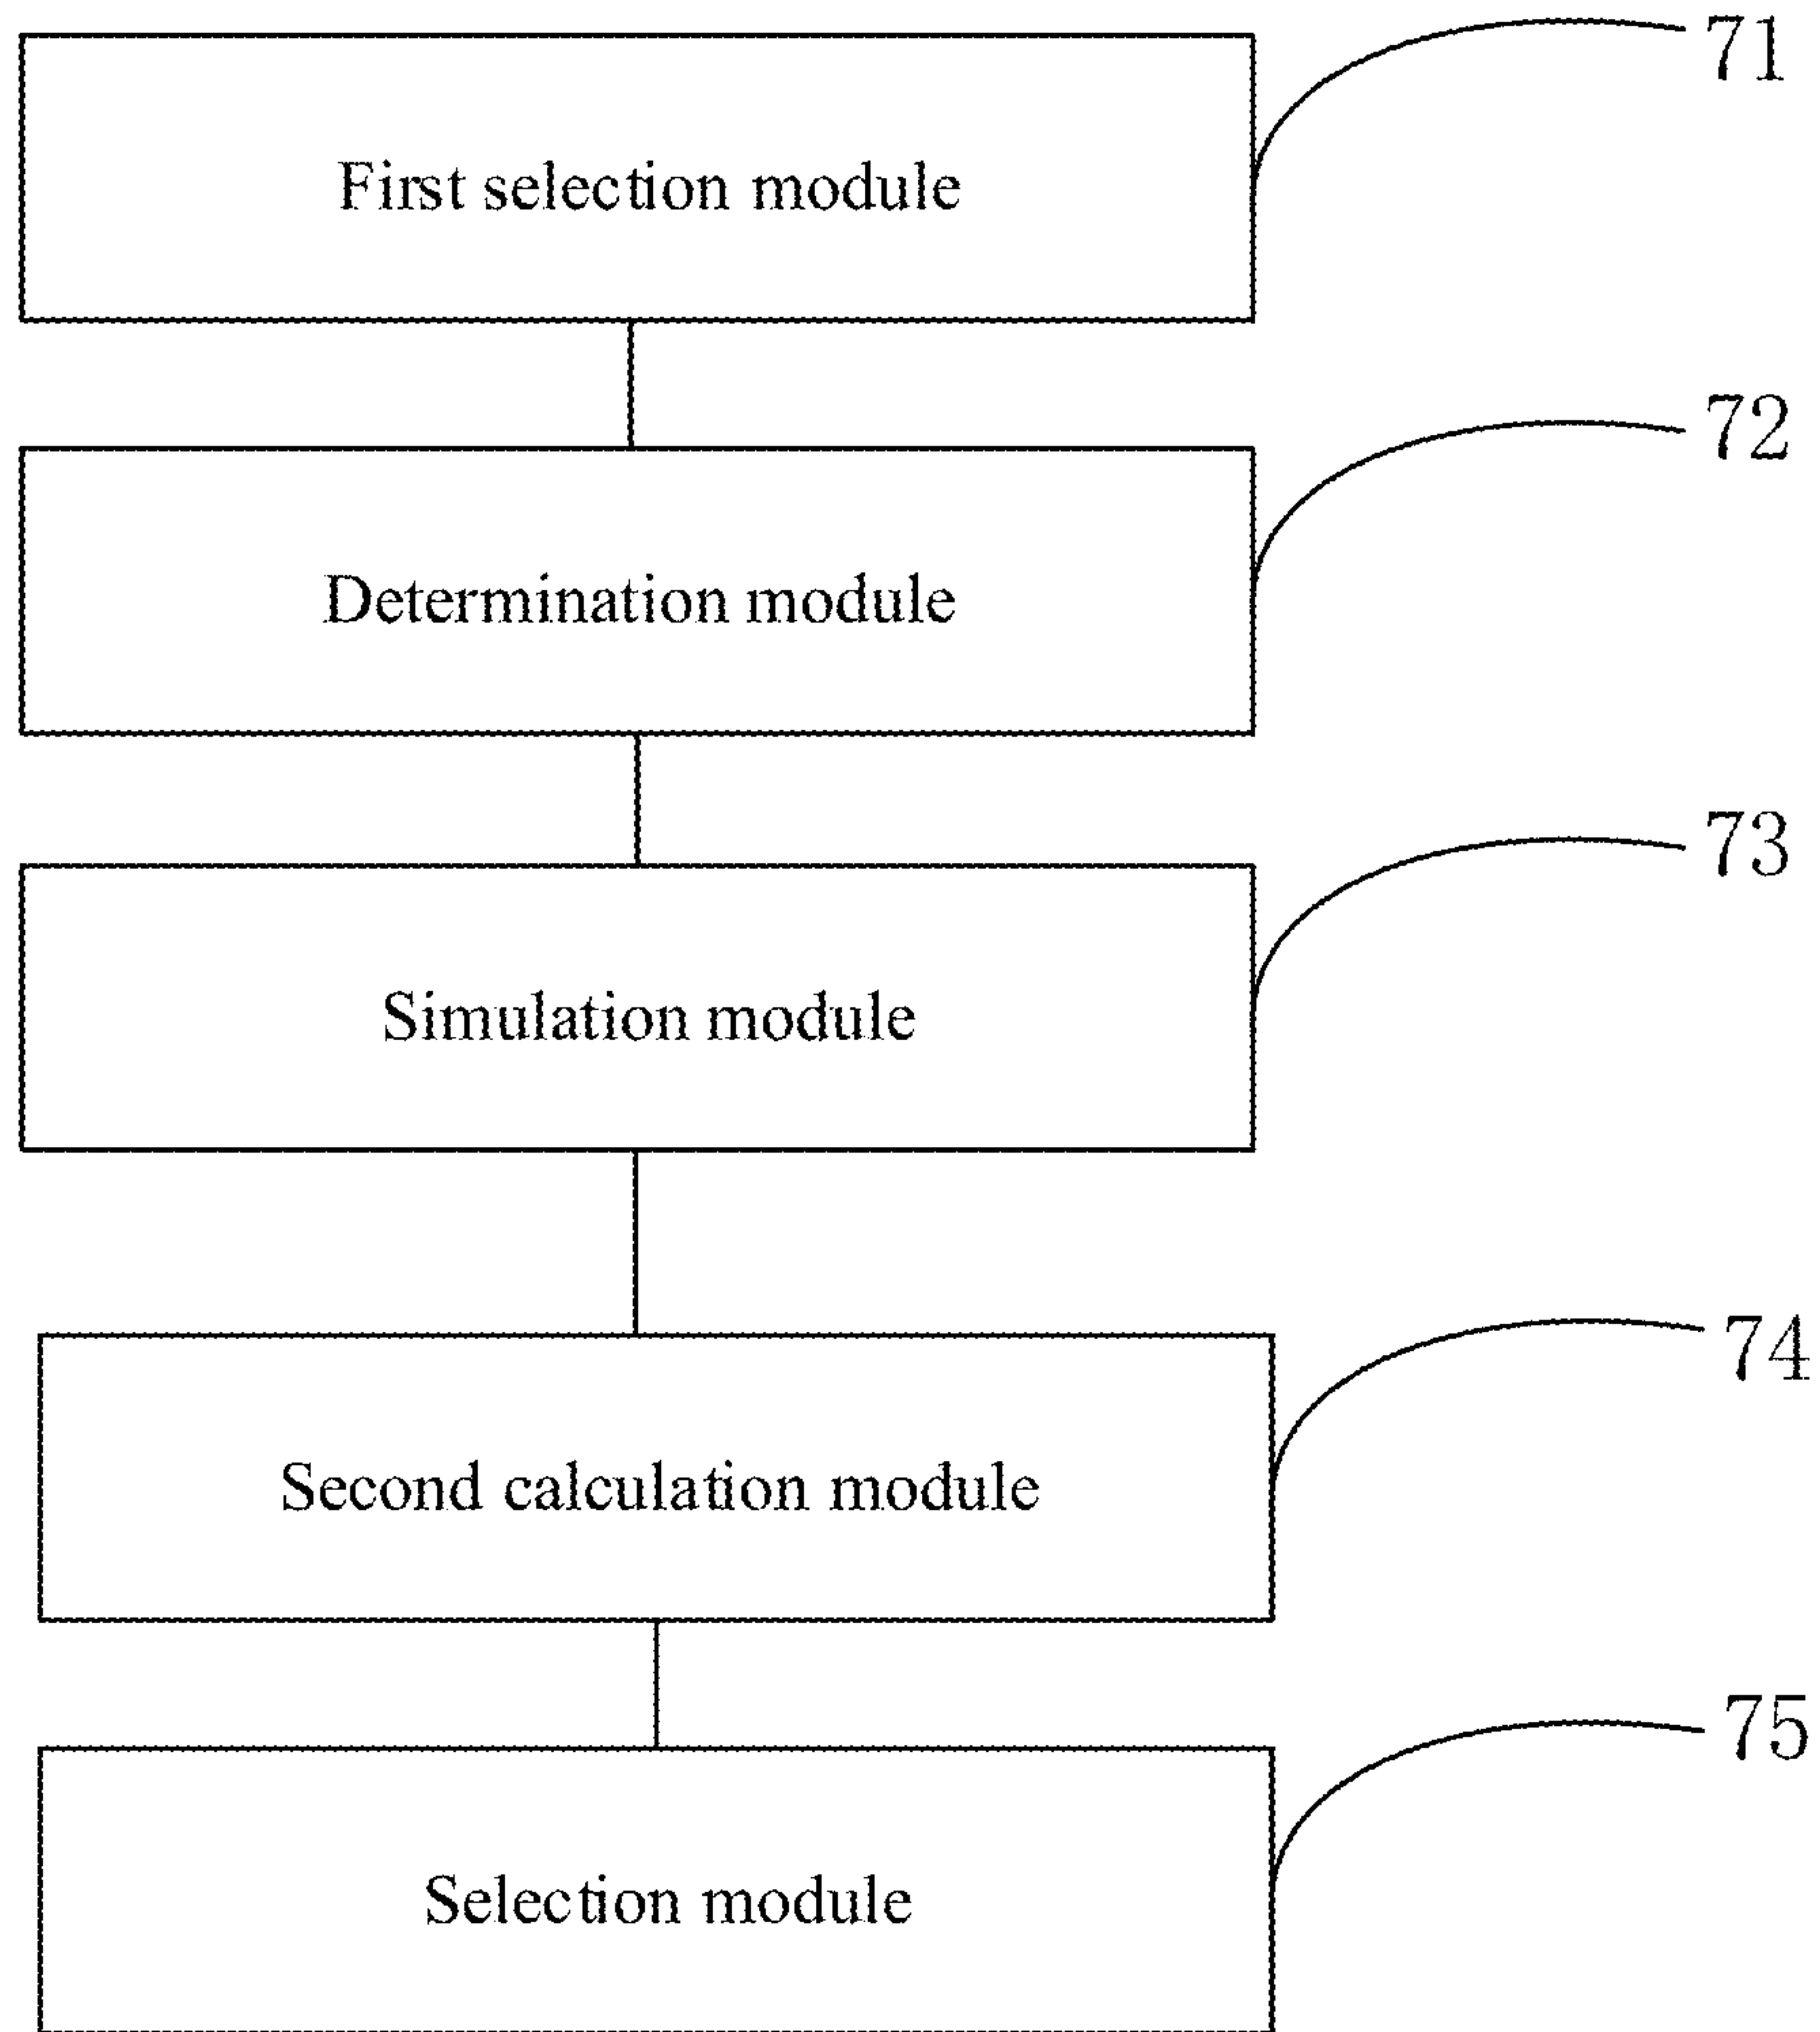 71
First selection module
72
Determination module
73
Simulation module
74
Second calculation module
75
Selection module